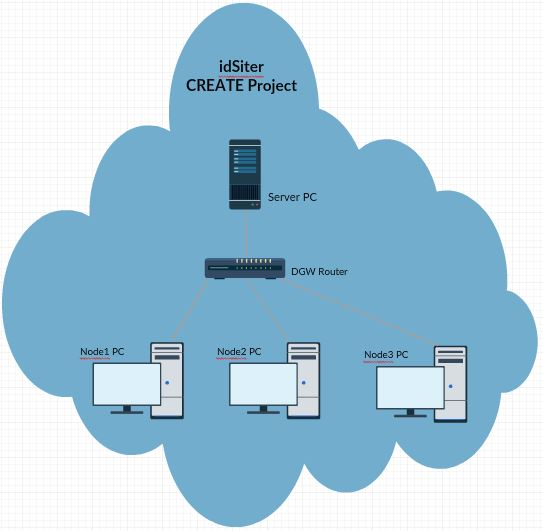 idSiter
CREATE Project
Server PC
DGW Router
Node1 PC
Node2 PC
Node3 PC